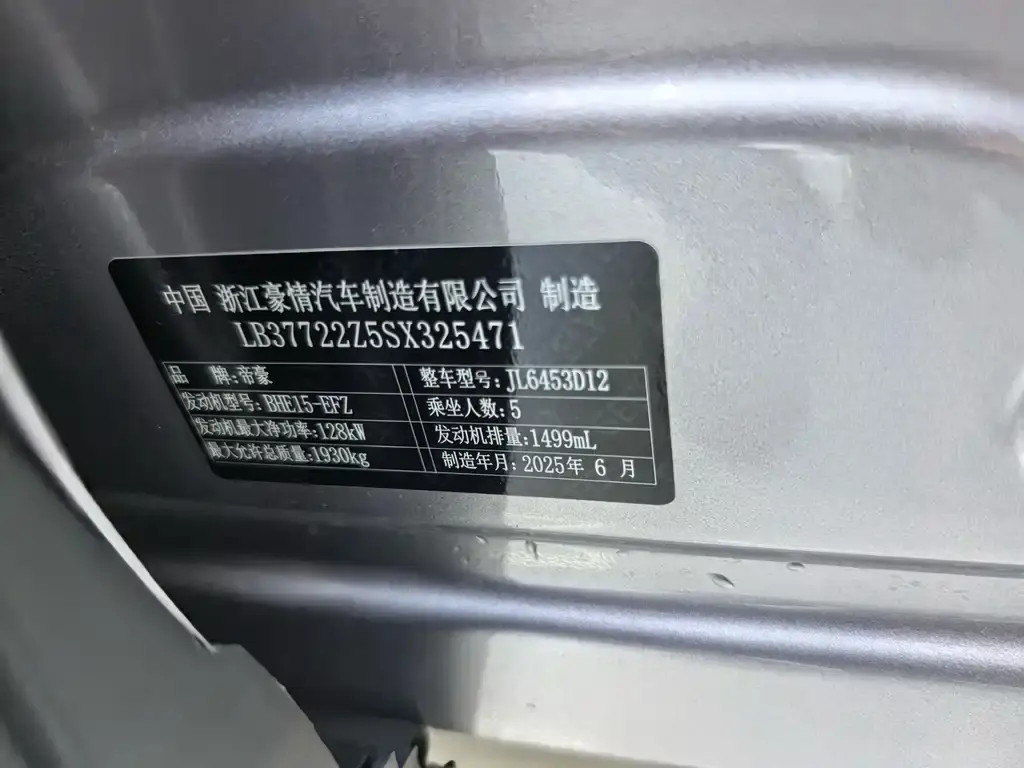 中国 浙江豪情汽车制造有限公司 制造
LB37722Z5SX325471
品 牌:帝豪 整车型号:JL6453D12
发动机型号:BHE15-EFZ 乘坐人数:5
发动机最大净功率:128kW 发动机排量:1499mL
最大允许总质量:1930kg 制造年月:2025年 6 月